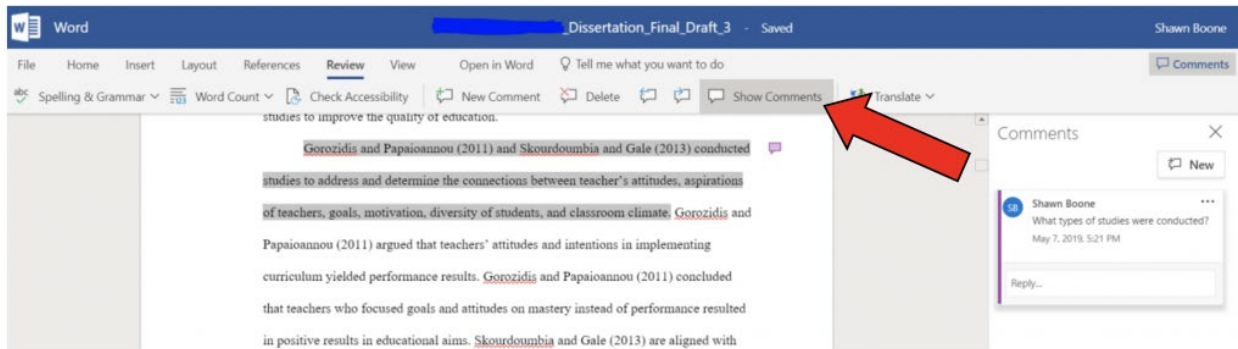 Word
_Dissertation_Final_Draft_3 - Saved
Shawn Boone
File Home Insert Layout References Review View Open in Word Tell me what you want to do
Comments
abc Spelling & Grammar Word Count Check Accessibility New Comment Delete Show Comments Translate
studies to improve the quality of education.
Gorozidis and Papaioannou (2011) and Skourdoumbia and Gale (2013) conducted
studies to address and determine the connections between teacher's attitudes, aspirations
of teachers, goals, motivation, diversity of students, and classroom climate. Gorozidis and
Papaioannou (2011) argued that teachers' attitudes and intentions in implementing
curriculum yielded performance results. Gorozidis and Papaioannou (2011) concluded
that teachers who focused goals and attitudes on mastery instead of performance resulted
in positive results in educational aims. Skourdoumbia and Gale (2013) are aligned with
Comments
New
SB Shawn Boone
What types of studies were conducted?
May 7, 2019, 5:21 PM
Reply...